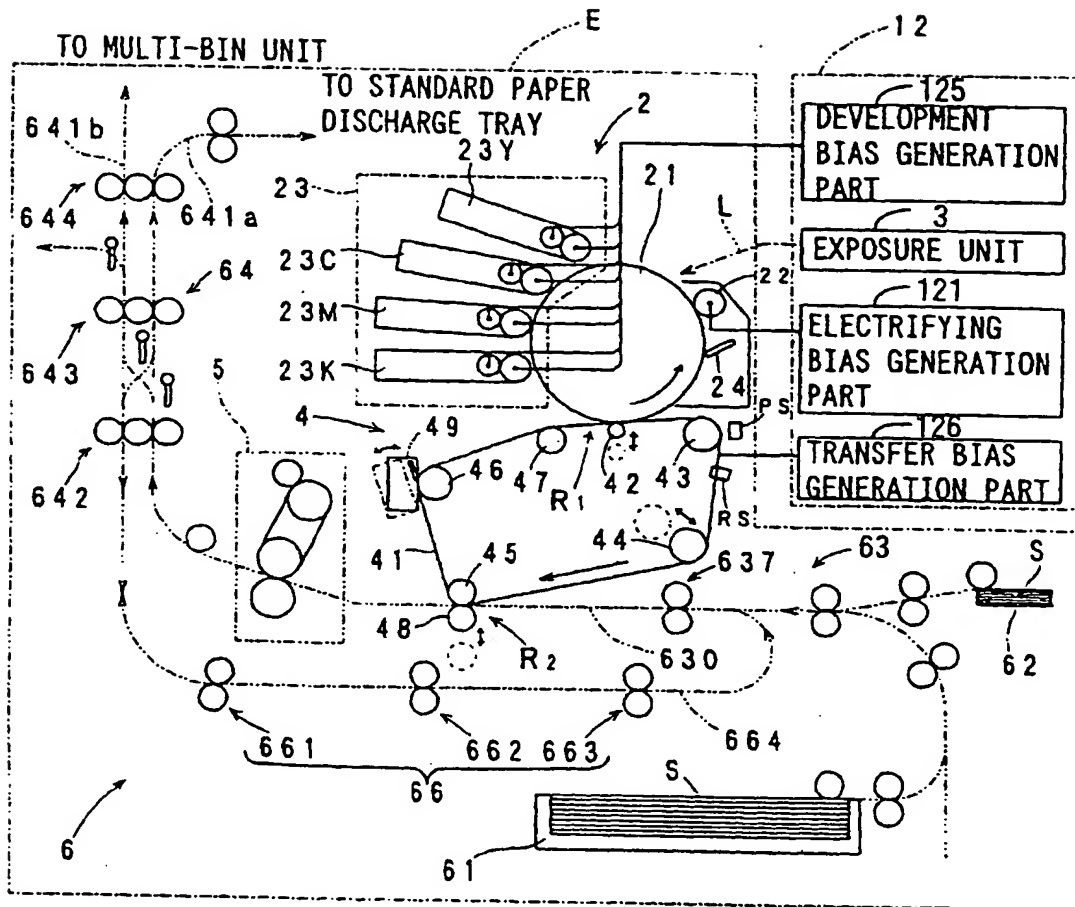 E
12
TO MULTI-BIN UNIT
TO STANDARD PAPER
DISCHARGE TRAY
2
125
DEVELOPMENT
BIAS GENERATION
PART
641b
23Y
23
21
L
644
641a
3
EXPOSURE UNIT
23C
22
64
121
ELECTRIFYING
BIAS GENERATION
PART
23M
643
23K
24
5
4
49
PS
126
TRANSFER BIAS
GENERATION PART
642
46
47
R1
42
43
RS
44
41
45
637
63
S
48
R2
630
62
661
662
663
664
66
S
6
61